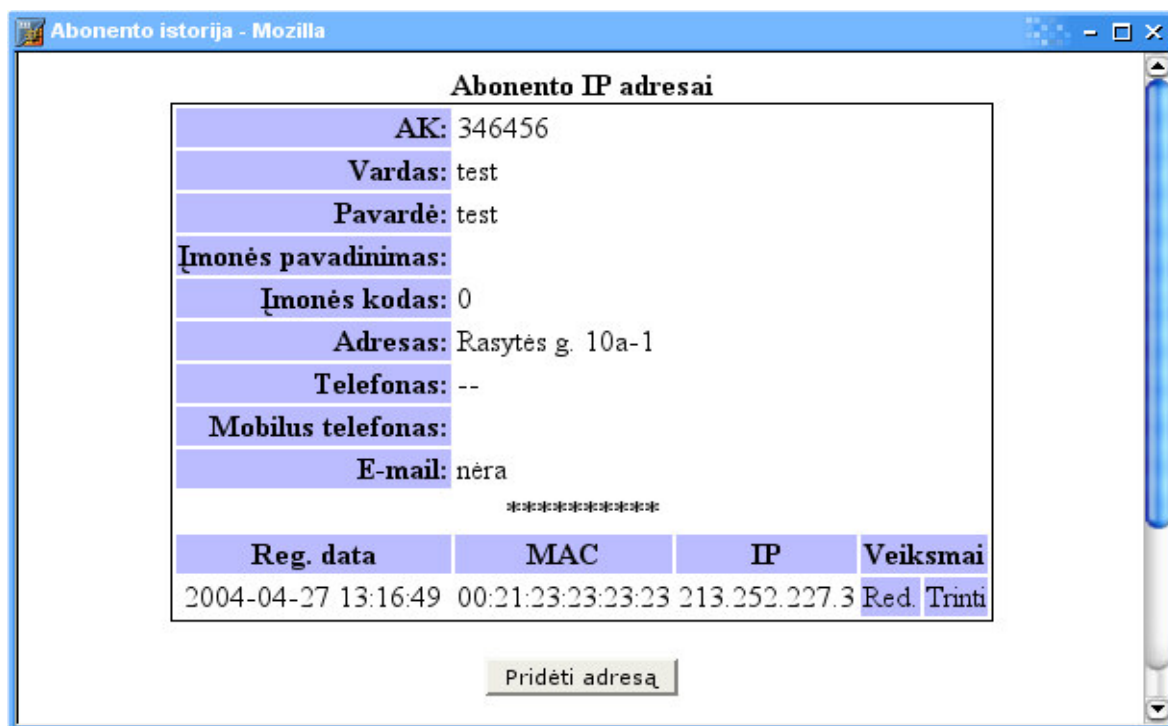 Abonento istorija - Mozilla
Abonento IP adresai
AK: 346456
Vardas: test
Pavardė: test
Įmonės pavadinimas:
Įmonės kodas: 0
Adresas: Rasytės g. 10a-1
Telefonas: --
Mobilus telefonas:
E-mail: nėra
**********
Reg. data MAC IP Veiksmai
2004-04-27 13:16:49 00:21:23:23:23:23 213.252.227.3 Red. Trinti
Pridėti adresą